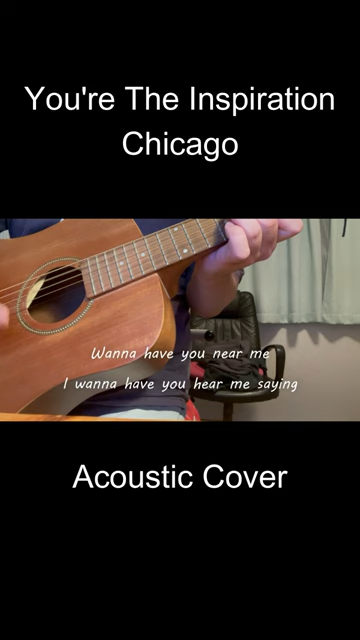 You're The Inspiration
Chicago
Wanna have you near me
I wanna have you hear me saying
Acoustic Cover